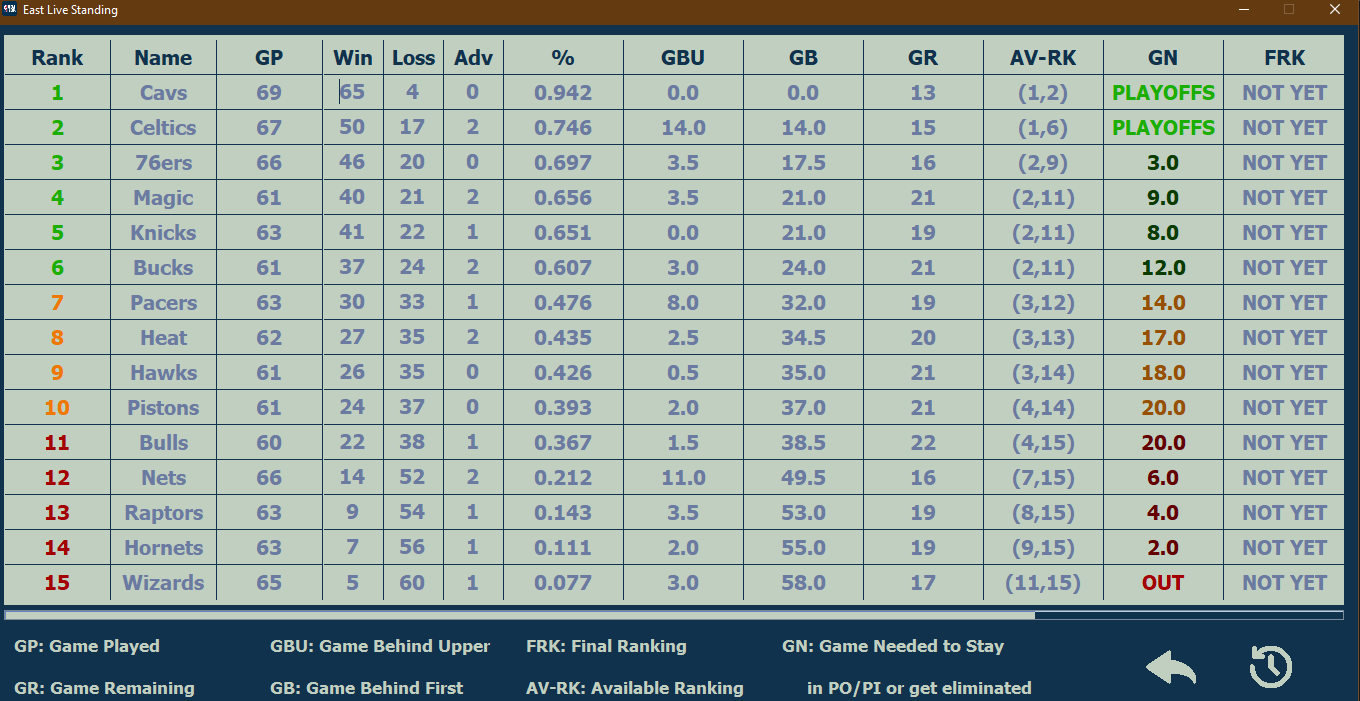 East Live Standing
Rank Name GP Win Loss Adv % GBU GB GR AV-RK GN FRK
1 Cavs 69 65 4 0 0.942 0.0 0.0 13 (1,2) PLAYOFFS NOT YET
2 Celtics 67 50 17 2 0.746 14.0 14.0 15 (1,6) PLAYOFFS NOT YET
3 76ers 66 46 20 0 0.697 3.5 17.5 16 (2,9) 3.0 NOT YET
4 Magic 61 40 21 2 0.656 3.5 21.0 21 (2,11) 9.0 NOT YET
5 Knicks 63 41 22 1 0.651 0.0 21.0 19 (2,11) 8.0 NOT YET
6 Bucks 61 37 24 2 0.607 3.0 24.0 21 (2,11) 12.0 NOT YET
7 Pacers 63 30 33 1 0.476 8.0 32.0 19 (3,12) 14.0 NOT YET
8 Heat 62 27 35 2 0.435 2.5 34.5 20 (3,13) 17.0 NOT YET
9 Hawks 61 26 35 0 0.426 0.5 35.0 21 (3,14) 18.0 NOT YET
10 Pistons 61 24 37 0 0.393 2.0 37.0 21 (4,14) 20.0 NOT YET
11 Bulls 60 22 38 1 0.367 1.5 38.5 22 (4,15) 20.0 NOT YET
12 Nets 66 14 52 2 0.212 11.0 49.5 16 (7,15) 6.0 NOT YET
13 Raptors 63 9 54 1 0.143 3.5 53.0 19 (8,15) 4.0 NOT YET
14 Hornets 63 7 56 1 0.111 2.0 55.0 19 (9,15) 2.0 NOT YET
15 Wizards 65 5 60 1 0.077 3.0 58.0 17 (11,15) OUT NOT YET
GP: Game Played GBU: Game Behind Upper FRK: Final Ranking GN: Game Needed to Stay
GR: Game Remaining GB: Game Behind First AV-RK: Available Ranking in PO/PI or get eliminated